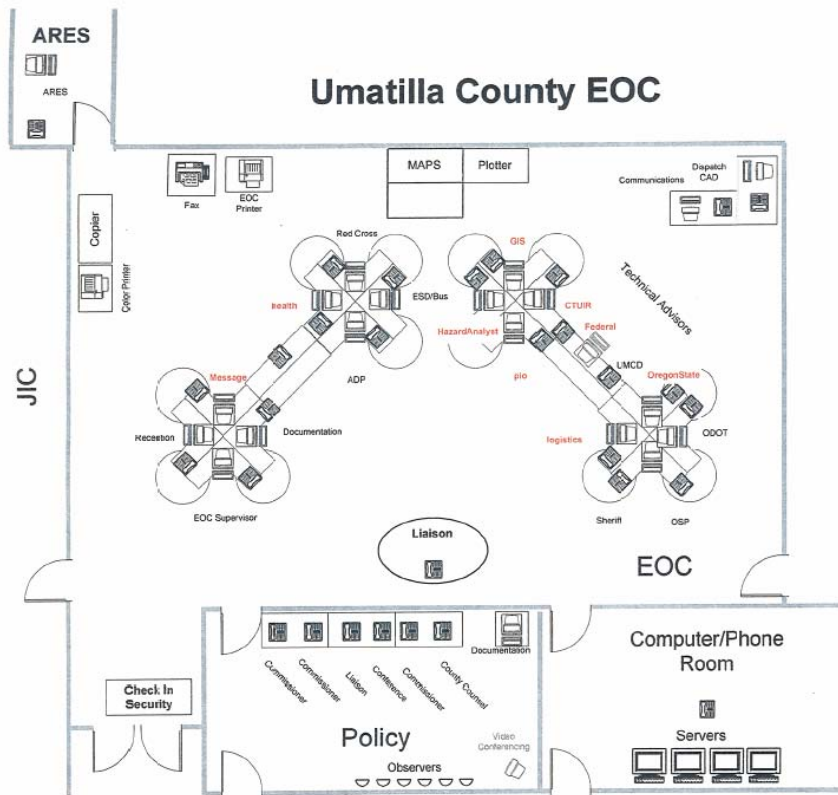 ARES
ARES
Umatilla County EOC
MAPS
Plotter
Dispatch
CAD
Communications
Fax
EOC
Printer
Copier
Color Printer
Red Cross
GIS
health
ESD/Bus
CTUIR
Technical Advisors
HazardAnalyst
Federal
UMCD
Message
ADP
pio
OregonState
JIC
Reception
Documentation
logistics
ODOT
EOC Supervisor
Sheriff
OSP
Liaison
EOC
Commissioner
Commissioner
Liaison
Conference
Commissioner
County Counsel
Documentation
Computer/Phone
Room
Check In
Security
Policy
Video
Conferencing
Servers
Observers